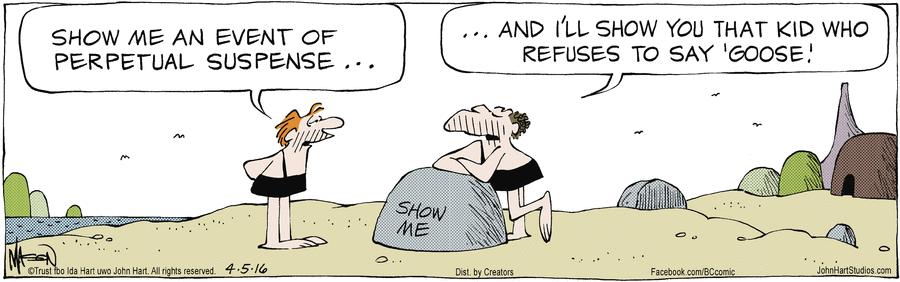 SHOW ME AN EVENT OF
PERPETUAL SUSPENSE ...
... AND I'LL SHOW YOU THAT KID WHO
REFUSES TO SAY 'GOOSE.'
SHOW
ME
MASON
©Trust tbo Ida Hart uwo John Hart. All rights reserved.
4-5-16
Dist. by Creators
Facebook.com/BCcomic
JohnHartStudios.com